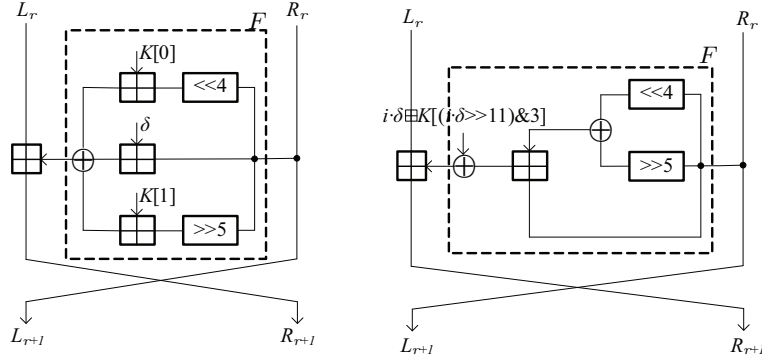 L_r F R_r
K[0]
<<4
δ
K[1]
>>5
L_{r+1} R_{r+1}
L_r R_r
F
<<4
i·δ⊞K[(i·δ>>11)&3]
>>5
L_{r+1} R_{r+1}